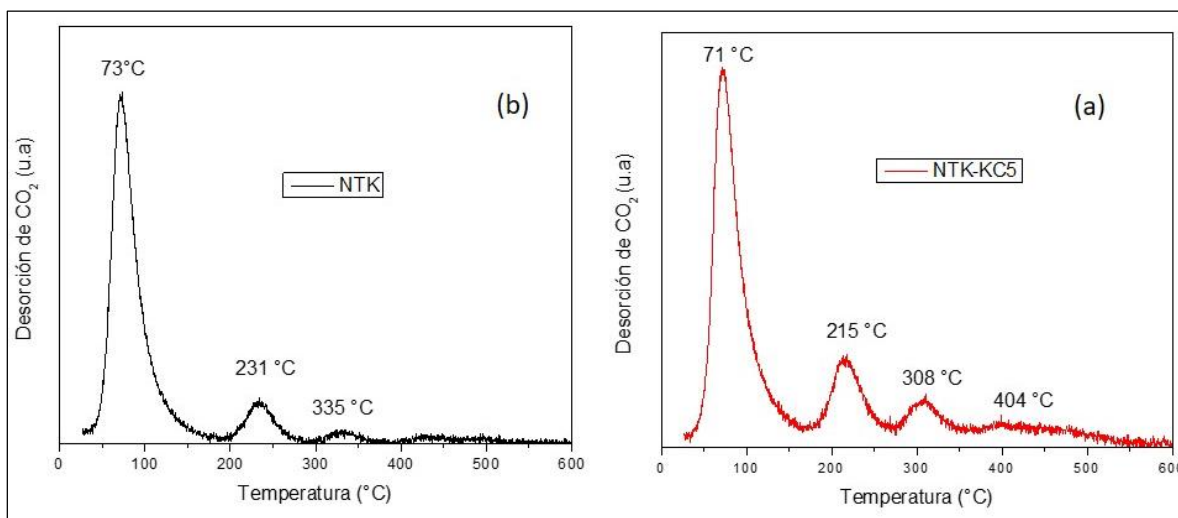 73°C
(b)
NTK
231 °C
335 °C
Desorción de CO₂ (u.a)
0 100 200 300 400 500 600
Temperatura (°C)
71 °C
(a)
NTK-KC5
215 °C
308 °C
404 °C
Desorción de CO₂ (u.a)
0 100 200 300 400 500 600
Temperatura (°C)